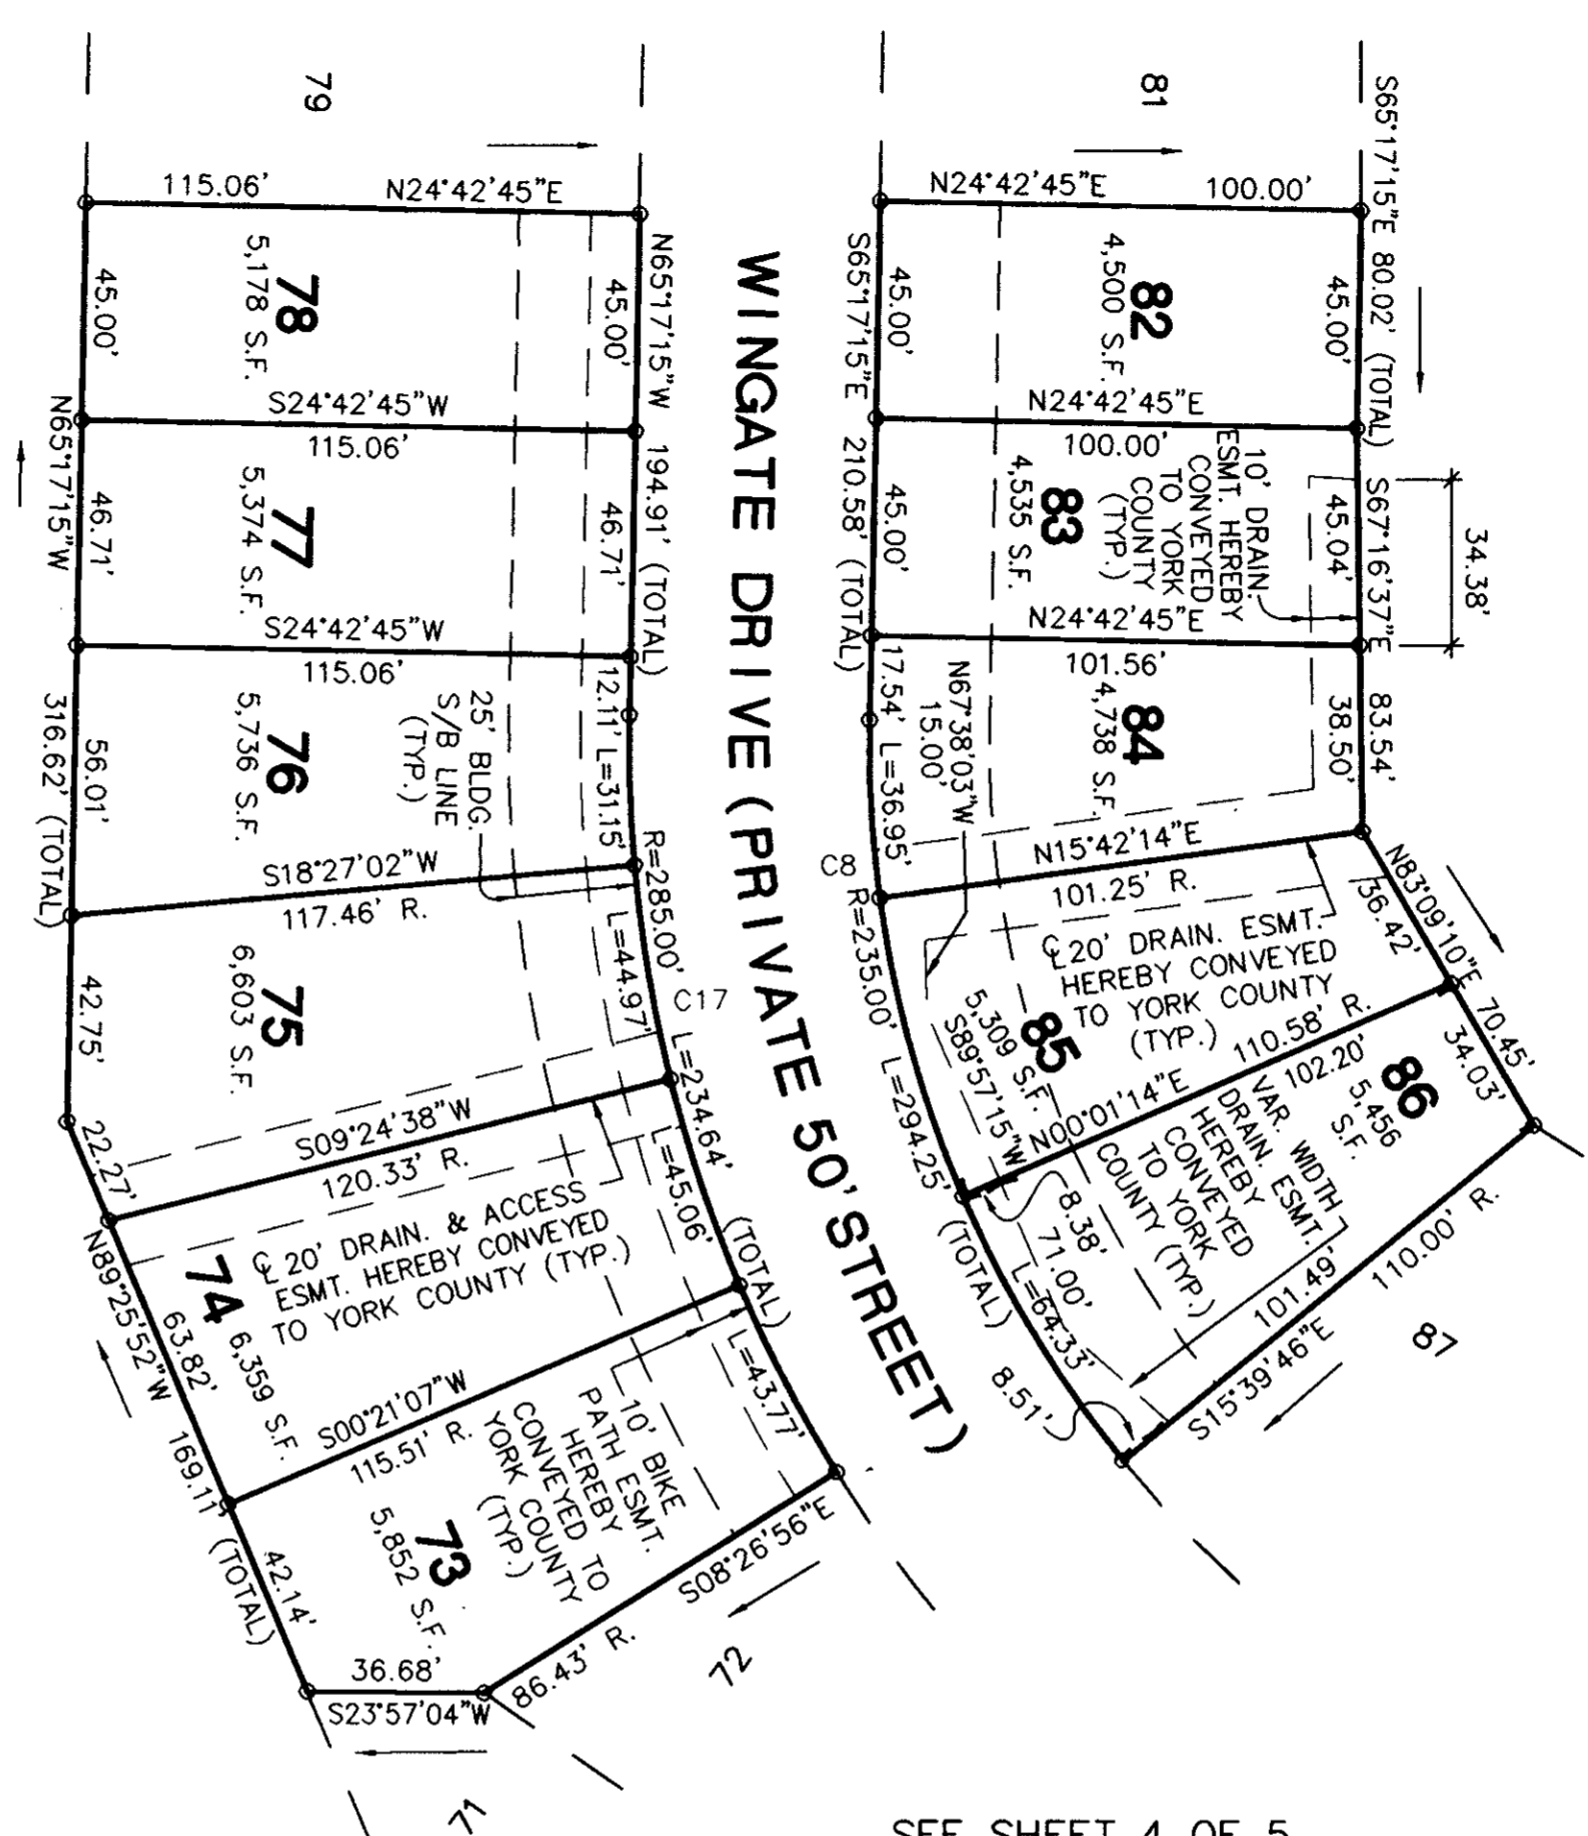 79
115.06'
N24°42'45"E
78
5,178 S.F.
45.00'
45.00'
N65°17'15"W
194.91' (TOTAL)
S24°42'45"W
115.06'
77
5,374 S.F.
46.71'
46.71'
N65°17'15"W
316.62' (TOTAL)
S24°42'45"W
115.06'
76
5,736 S.F.
56.01'
12.11'
L=31.15'
25' BLDG.
S/B LINE
(TYP.)
S18°27'02"W
117.46' R.
75
6,603 S.F.
42.75'
22.27'
R=285.00'
L=234.64'
(TOTAL)
L=44.97'
C17
S09°24'38"W
120.33' R.
℄ 20' DRAIN. & ACCESS
ESMT. HEREBY CONVEYED
TO YORK COUNTY (TYP.)
74
6,359 S.F.
L=45.06'
N89°25'52"W
169.11'
(TOTAL)
63.82'
S00°21'07"W
115.51' R.
10' BIKE
PATH ESMT.
HEREBY
CONVEYED TO
YORK COUNTY
(TYP.)
73
5,852 S.F.
L=43.77'
42.14'
36.68'
S23°57'04"W
S08°26'56"E
86.43' R.
72
71
WINGATE DRIVE (PRIVATE 50' STREET)
81
S65°17'15"E
80.02' (TOTAL)
N24°42'45"E
100.00'
82
4,500 S.F.
45.00'
45.00'
S65°17'15"E
210.58' (TOTAL)
N24°42'45"E
100.00'
83
4,535 S.F.
45.00'
45.04'
10' DRAIN.
ESMT. HEREBY
CONVEYED
TO YORK
COUNTY
(TYP.)
S67°16'37"E
83.54'
34.38'
N24°42'45"E
101.56'
84
4,738 S.F.
38.50'
17.54'
L=36.95'
N67°38'03"W
15.00'
C8
R=235.00'
L=294.25'
(TOTAL)
N15°42'14"E
101.25' R.
℄ 20' DRAIN. ESMT.
HEREBY CONVEYED
TO YORK COUNTY
(TYP.)
85
5,309 S.F.
S89°57'15"W
36.42'
N83°09'10"E
70.45'
N00°01'14"E
110.58' R.
102.20'
86
5,456
S.F.
34.03'
VAR. WIDTH
DRAIN. ESMT.
HEREBY
CONVEYED
TO YORK
COUNTY (TYP.)
8.38'
71.00'
L=64.33'
8.51'
101.49'
110.00' R.
S15°39'46"E
87
SEE SHEET 4 OF 5